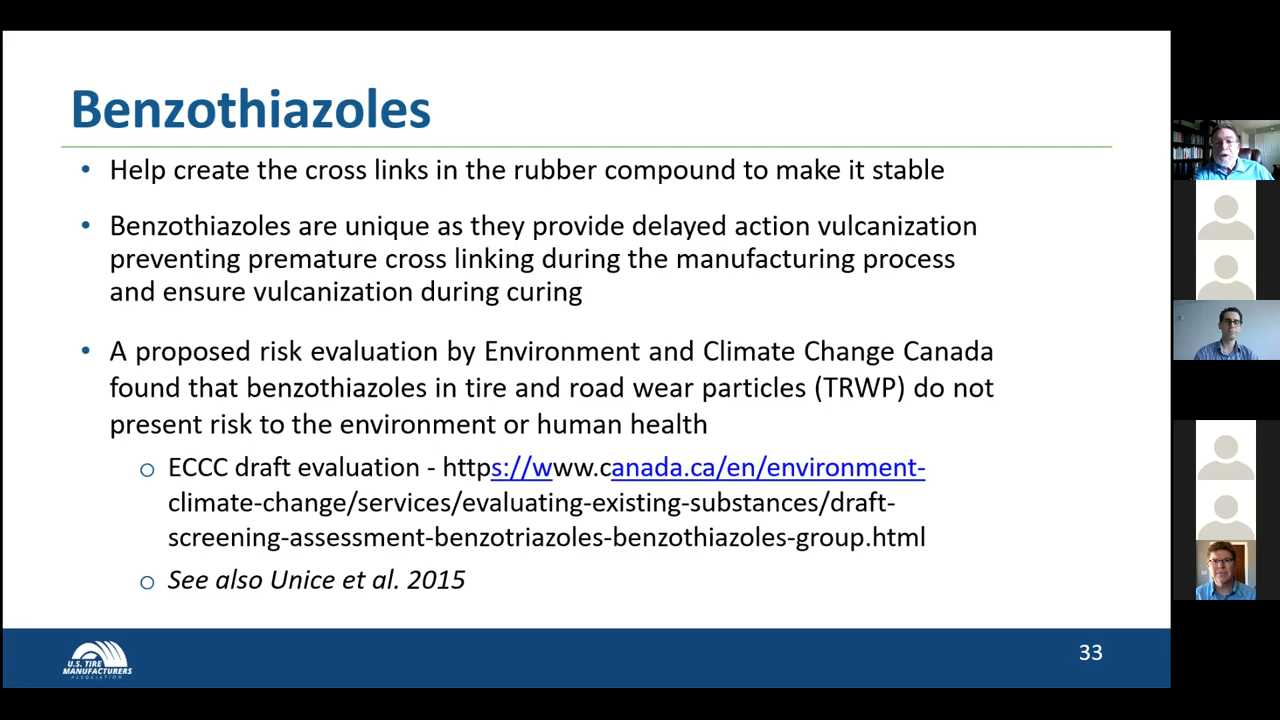 Benzothiazoles
• Help create the cross links in the rubber compound to make it stable
• Benzothiazoles are unique as they provide delayed action vulcanization
preventing premature cross linking during the manufacturing process
and ensure vulcanization during curing
• A proposed risk evaluation by Environment and Climate Change Canada
found that benzothiazoles in tire and road wear particles (TRWP) do not
present risk to the environment or human health
o ECCC draft evaluation - https://www.canada.ca/en/environment-
climate-change/services/evaluating-existing-substances/draft-
screening-assessment-benzotriazoles-benzothiazoles-group.html
o See also Unice et al. 2015
U.S. TIRE
MANUFACTURERS
ASSOCIATION
33